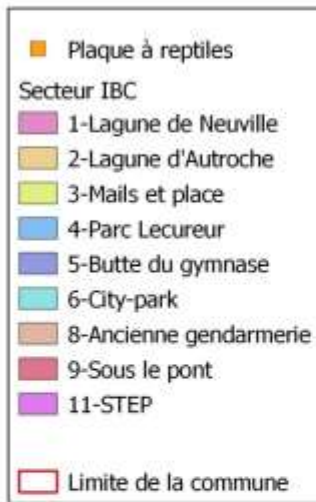 Plaque à reptiles
Secteur IBC
1-Lagune de Neuville
2-Lagune d'Autroche
3-Mails et place
4-Parc Lecureur
5-Butte du gymnase
6-City-park
8-Ancienne gendarmerie
9-Sous le pont
11-STEP
Limite de la commune